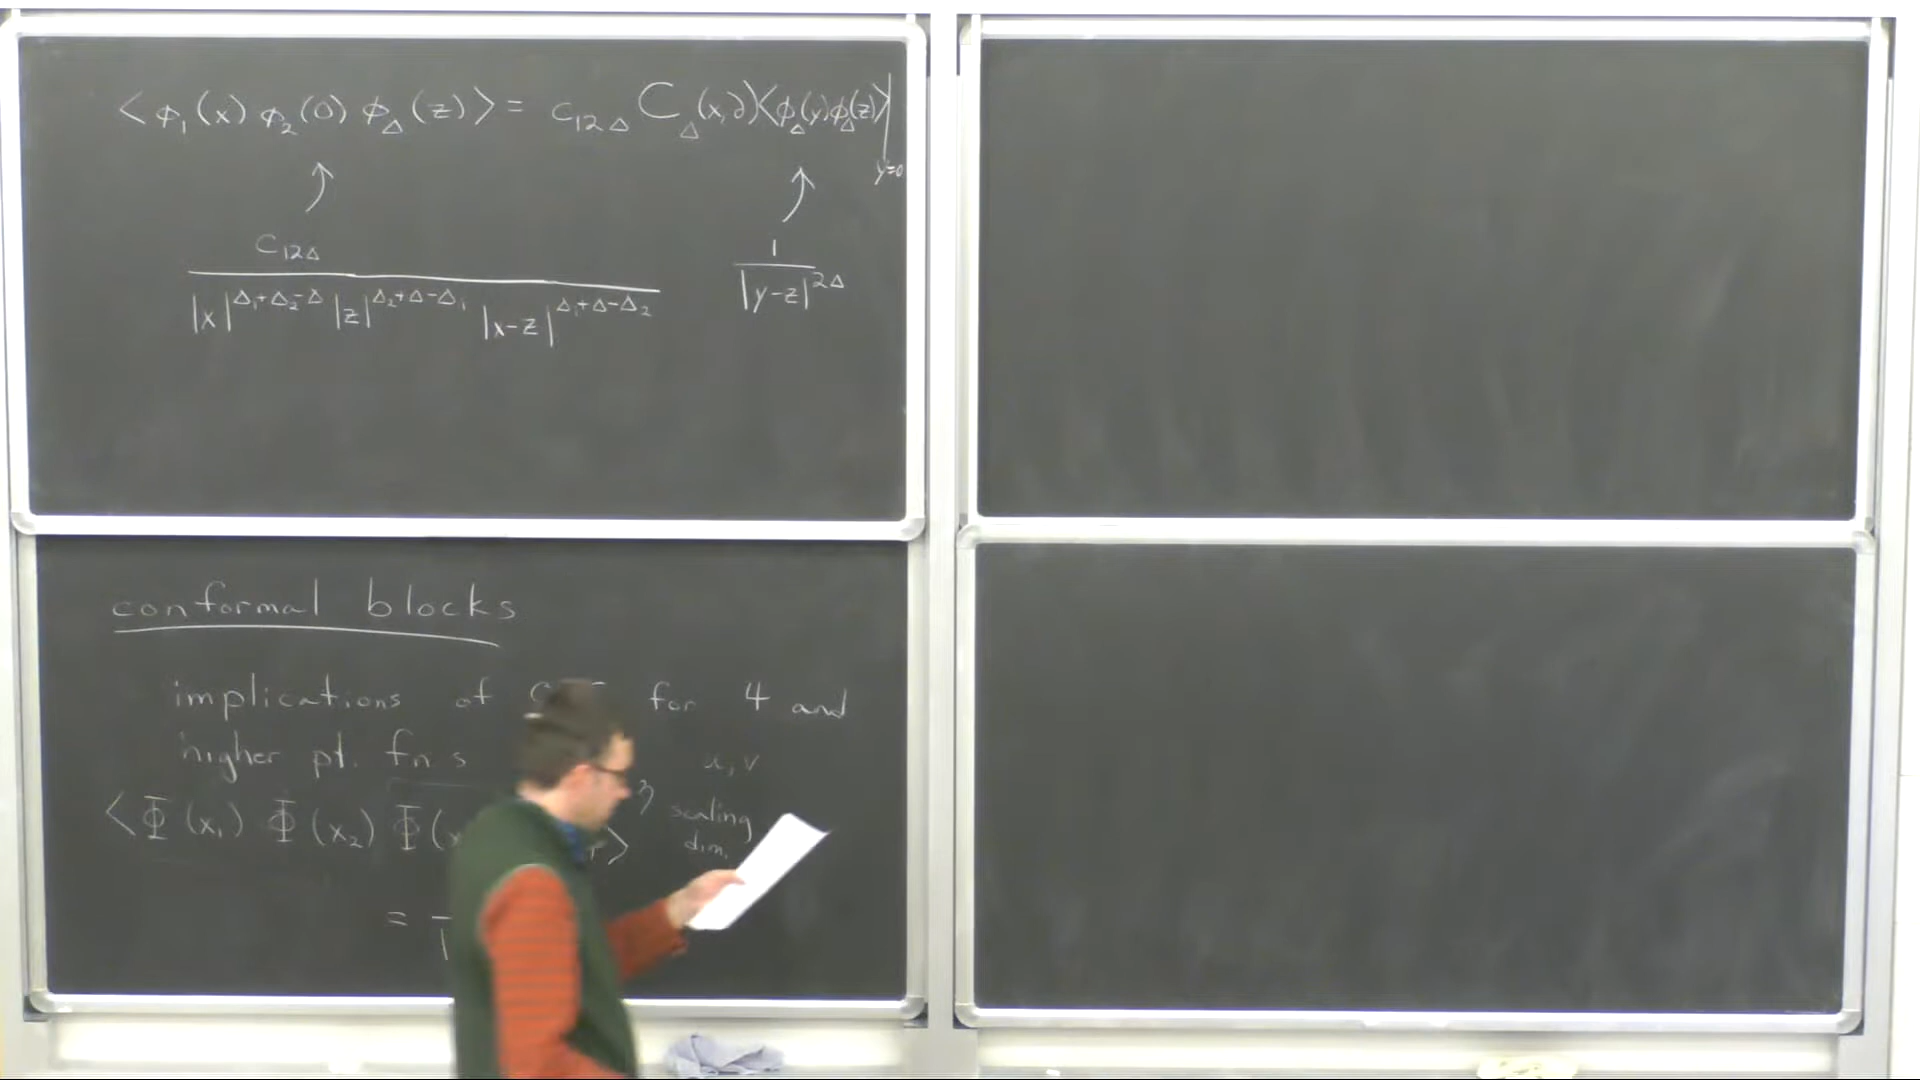 < φ₁(x) φ₂(0) φ_Δ(z) > = c₁₂Δ C_Δ(x,∂)<φ_Δ(y)φ_Δ(z)>|y=0
c₁₂Δ
|x|^Δ₁+Δ₂-Δ |z|^Δ₂+Δ-Δ₁ |x-z|^Δ₁+Δ-Δ₂
1
|y-z|^2Δ
conformal blocks
implications of for 4 and
higher pt. fn s
u, v
< Φ(x₁) Φ(x₂) Φ(x >
scaling
dim.
=